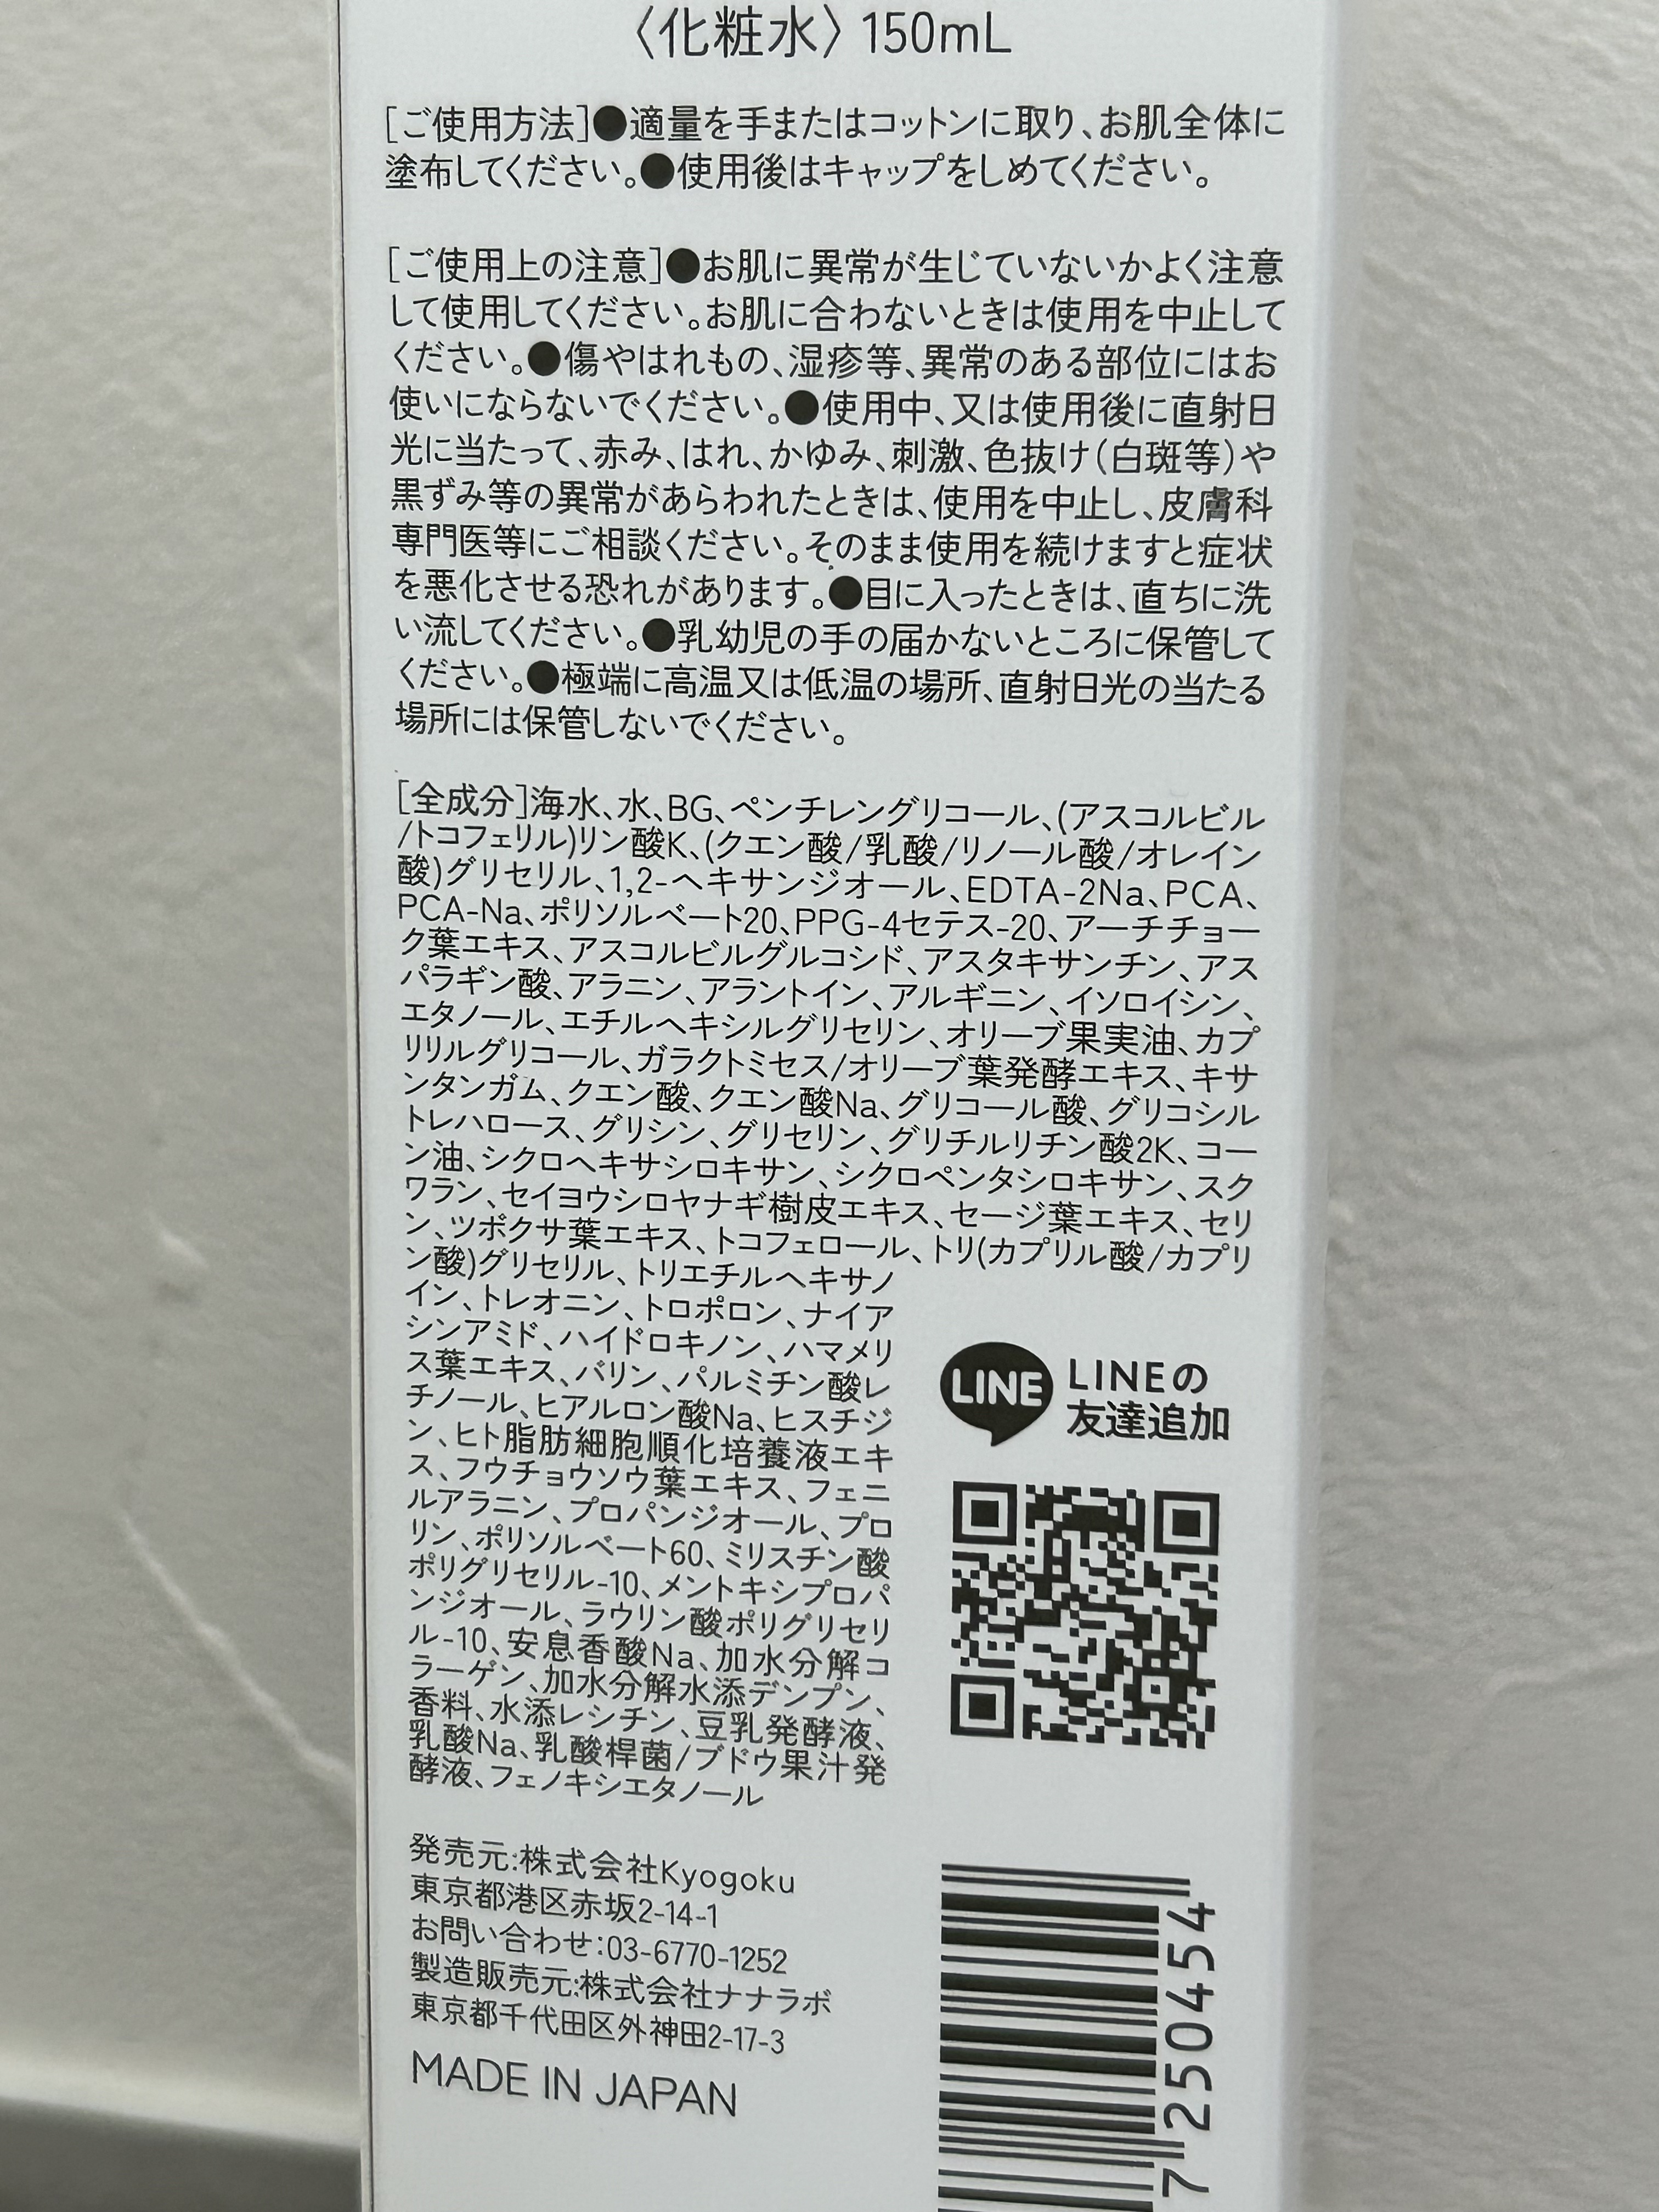 〈化粧水〉150mL
[ご使用方法]●適量を手またはコットンに取り、お肌全体に
塗布してください。●使用後はキャップをしめてください。
[ご使用上の注意]●お肌に異常が生じていないかよく注意
して使用してください。お肌に合わないときは使用を中止して
ください。●傷やはれもの、湿疹等、異常のある部位にはお
使いにならないでください。●使用中、又は使用後に直射日
光に当たって、赤み、はれ、かゆみ、刺激、色抜け(白斑等)や
黒ずみ等の異常があらわれたときは、使用を中止し、皮膚科
専門医等にご相談ください。そのまま使用を続けますと症状
を悪化させる恐れがあります。●目に入ったときは、直ちに洗
い流してください。●乳幼児の手の届かないところに保管して
ください。●極端に高温又は低温の場所、直射日光の当たる
場所には保管しないでください。
[全成分]海水、水、BG、ペンチレングリコール、(アスコルビル
/トコフェリル)リン酸K、(クエン酸/乳酸/リノール酸/オレイン
酸)グリセリル、1,2-ヘキサンジオール、EDTA-2Na、PCA、
PCA-Na、ポリソルベート20、PPG-4セテス-20、アーチチョー
ク葉エキス、アスコルビルグルコシド、アスタキサンチン、アス
パラギン酸、アラニン、アラントイン、アルギニン、イソロイシン、
エタノール、エチルヘキシルグリセリン、オリーブ果実油、カプ
リリルグリコール、ガラクトミセス/オリーブ葉発酵エキス、キサ
ンタンガム、クエン酸、クエン酸Na、グリコール酸、グリコシル
トレハロース、グリシン、グリセリン、グリチルリチン酸2K、コー
ン油、シクロヘキサシロキサン、シクロペンタシロキサン、スク
ワラン、セイヨウシロヤナギ樹皮エキス、セージ葉エキス、セリ
ン、ツボクサ葉エキス、トコフェロール、トリ(カプリル酸/カプリ
ン酸)グリセリル、トリエチルヘキサノ
イン、トレオニン、トロポロン、ナイア
シンアミド、ハイドロキノン、ハマメリ
ス葉エキス、バリン、パルミチン酸レ
チノール、ヒアルロン酸Na、ヒスチジ
ン、ヒト脂肪細胞順化培養液エキ
ス、フウチョウソウ葉エキス、フェニ
ルアラニン、プロパンジオール、プロ
リン、ポリソルベート60、ミリスチン酸
ポリグリセリル-10、メントキシプロパ
ンジオール、ラウリン酸ポリグリセリ
ル-10、安息香酸Na、加水分解コ
ラーゲン、加水分解水添デンプン、
香料、水添レシチン、豆乳発酵液、
乳酸Na、乳酸桿菌/ブドウ果汁発
酵液、フェノキシエタノール
LINE
LINEの
友達追加
発売元:株式会社Kyogoku
東京都港区赤坂2-14-1
お問い合わせ:03-6770-1252
製造販売元:株式会社ナナラボ
東京都千代田区外神田2-17-3
MADE IN JAPAN
7 250454